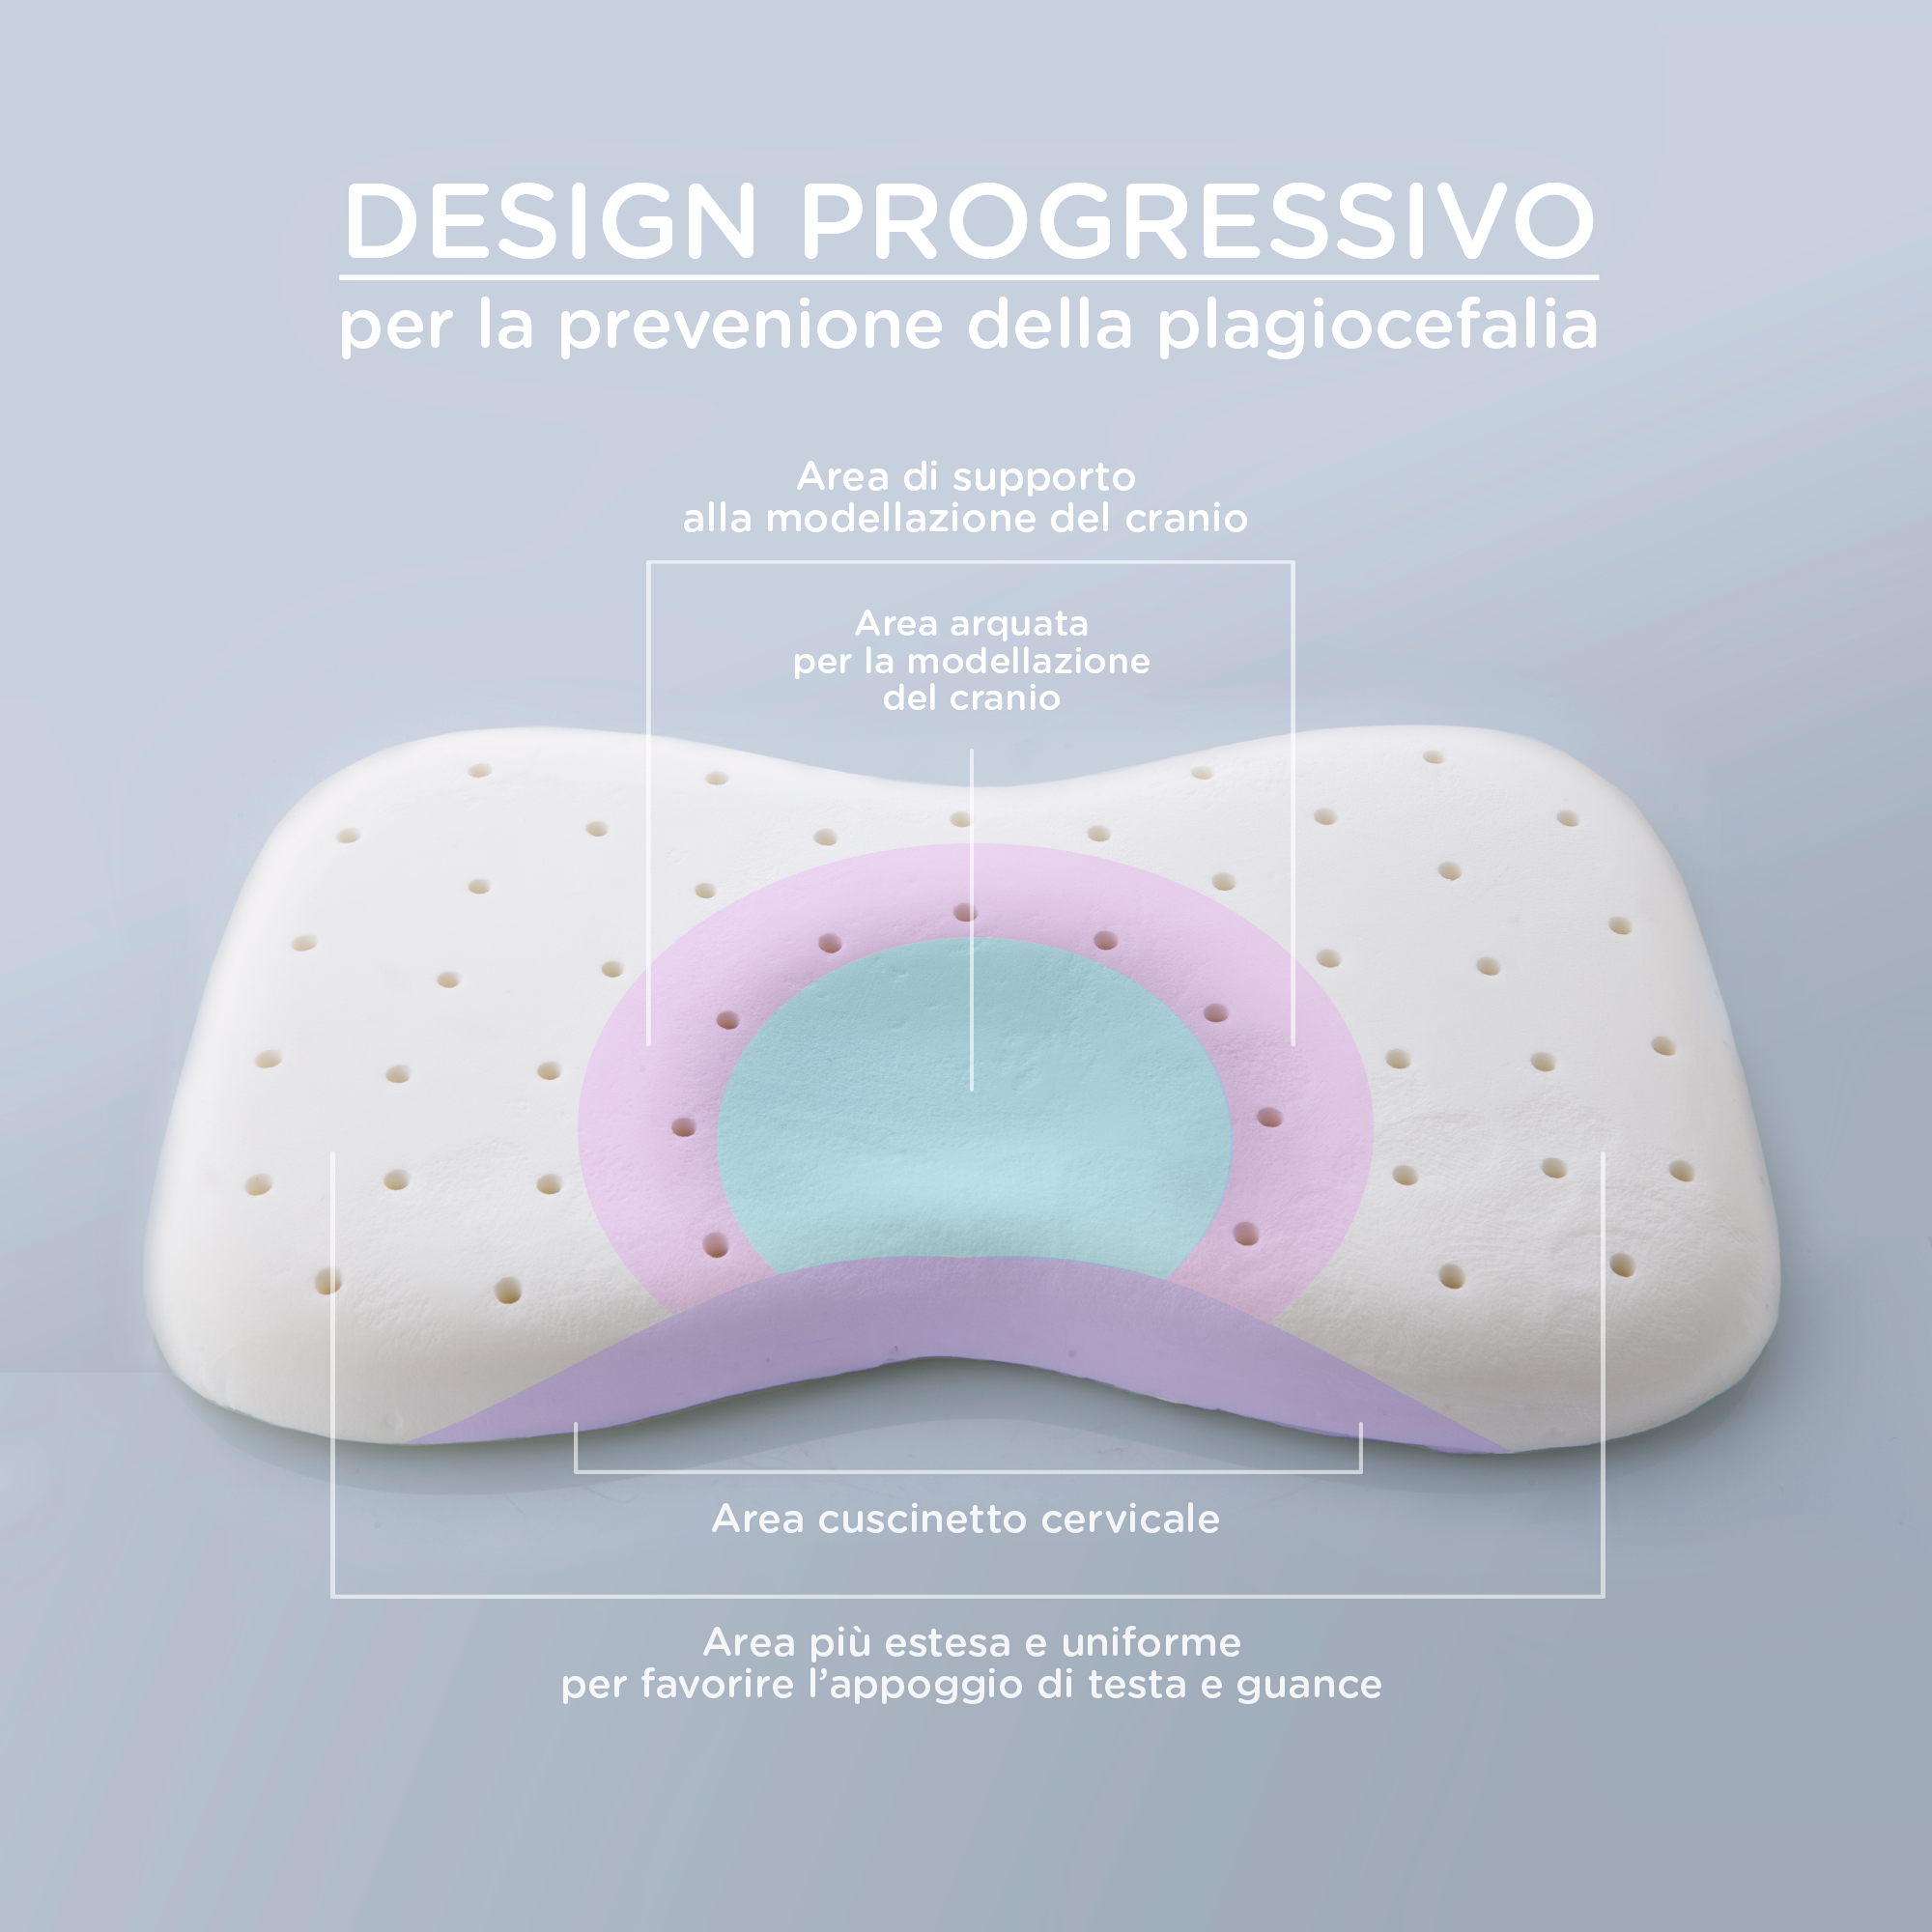 DESIGN PROGRESSIVO
per la prevenione della plagiocefalia
Area di supporto
alla modellazione del cranio
Area arquata
per la modellazione
del cranio
Area cuscinetto cervicale
Area più estesa e uniforme
per favorire l'appoggio di testa e guance